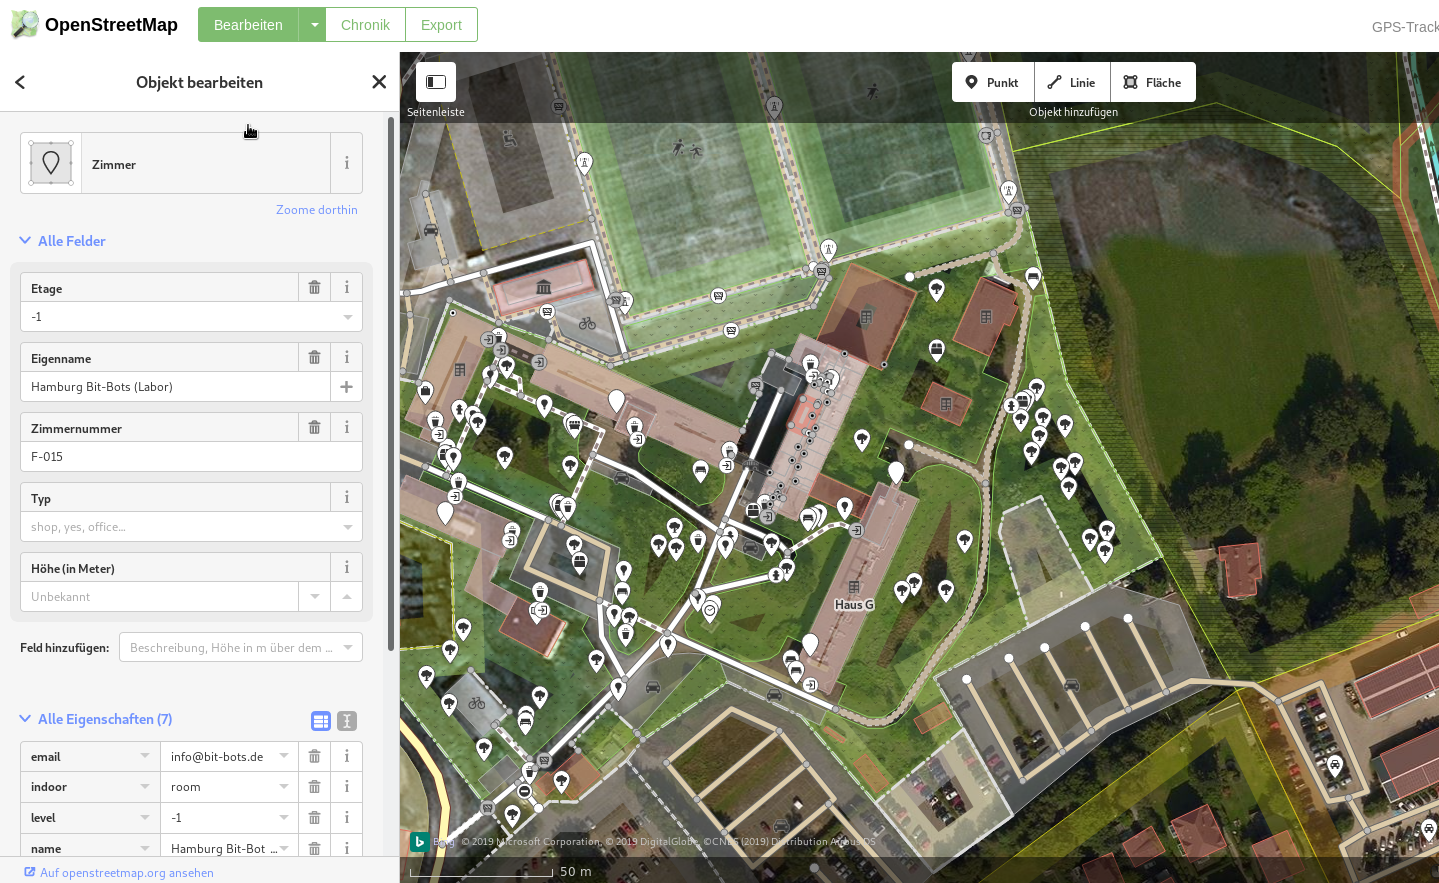 OpenStreetMap
Bearbeiten
Chronik
Export
GPS-Track
Objekt bearbeiten
Seitenleiste
Punkt
Linie
Fläche
Objekt hinzufügen
Zimmer
i
Zoome dorthin
Alle Felder
Etage
i
-1
Eigenname
i
Hamburg Bit-Bots (Labor)
Zimmernummer
i
F-015
Typ
i
shop, yes, office...
Höhe (in Meter)
i
Unbekannt
Feld hinzufügen:
Beschreibung, Höhe in m über dem ...
Alle Eigenschaften (7)
email
info@bit-bots.de
i
indoor
room
i
level
-1
i
name
Hamburg Bit-Bot ...
i
Auf openstreetmap.org ansehen
Haus G
© 2019 Microsoft Corporation, © 2019 DigitalGlobe, ©CNES (2019) Distribution Airbus DS
50 m